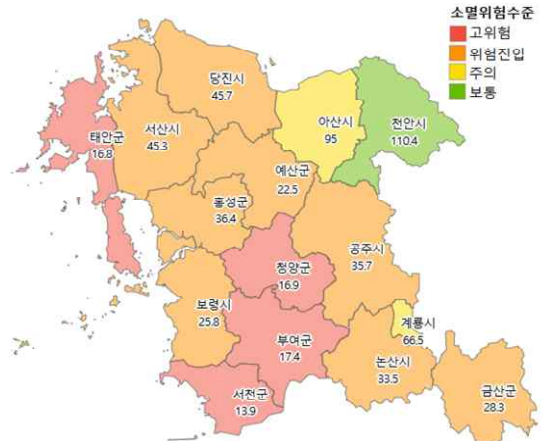 소멸위험수준
고위험
위험진입
주의
보통
당진시
45.7
아산시
95
천안시
110.4
태안군
16.8
서산시
45.3
예산군
22.5
홍성군
36.4
청양군
16.9
공주시
35.7
보령시
25.8
부여군
17.4
계룡시
66.5
논산시
33.5
서천군
13.9
금산군
28.3